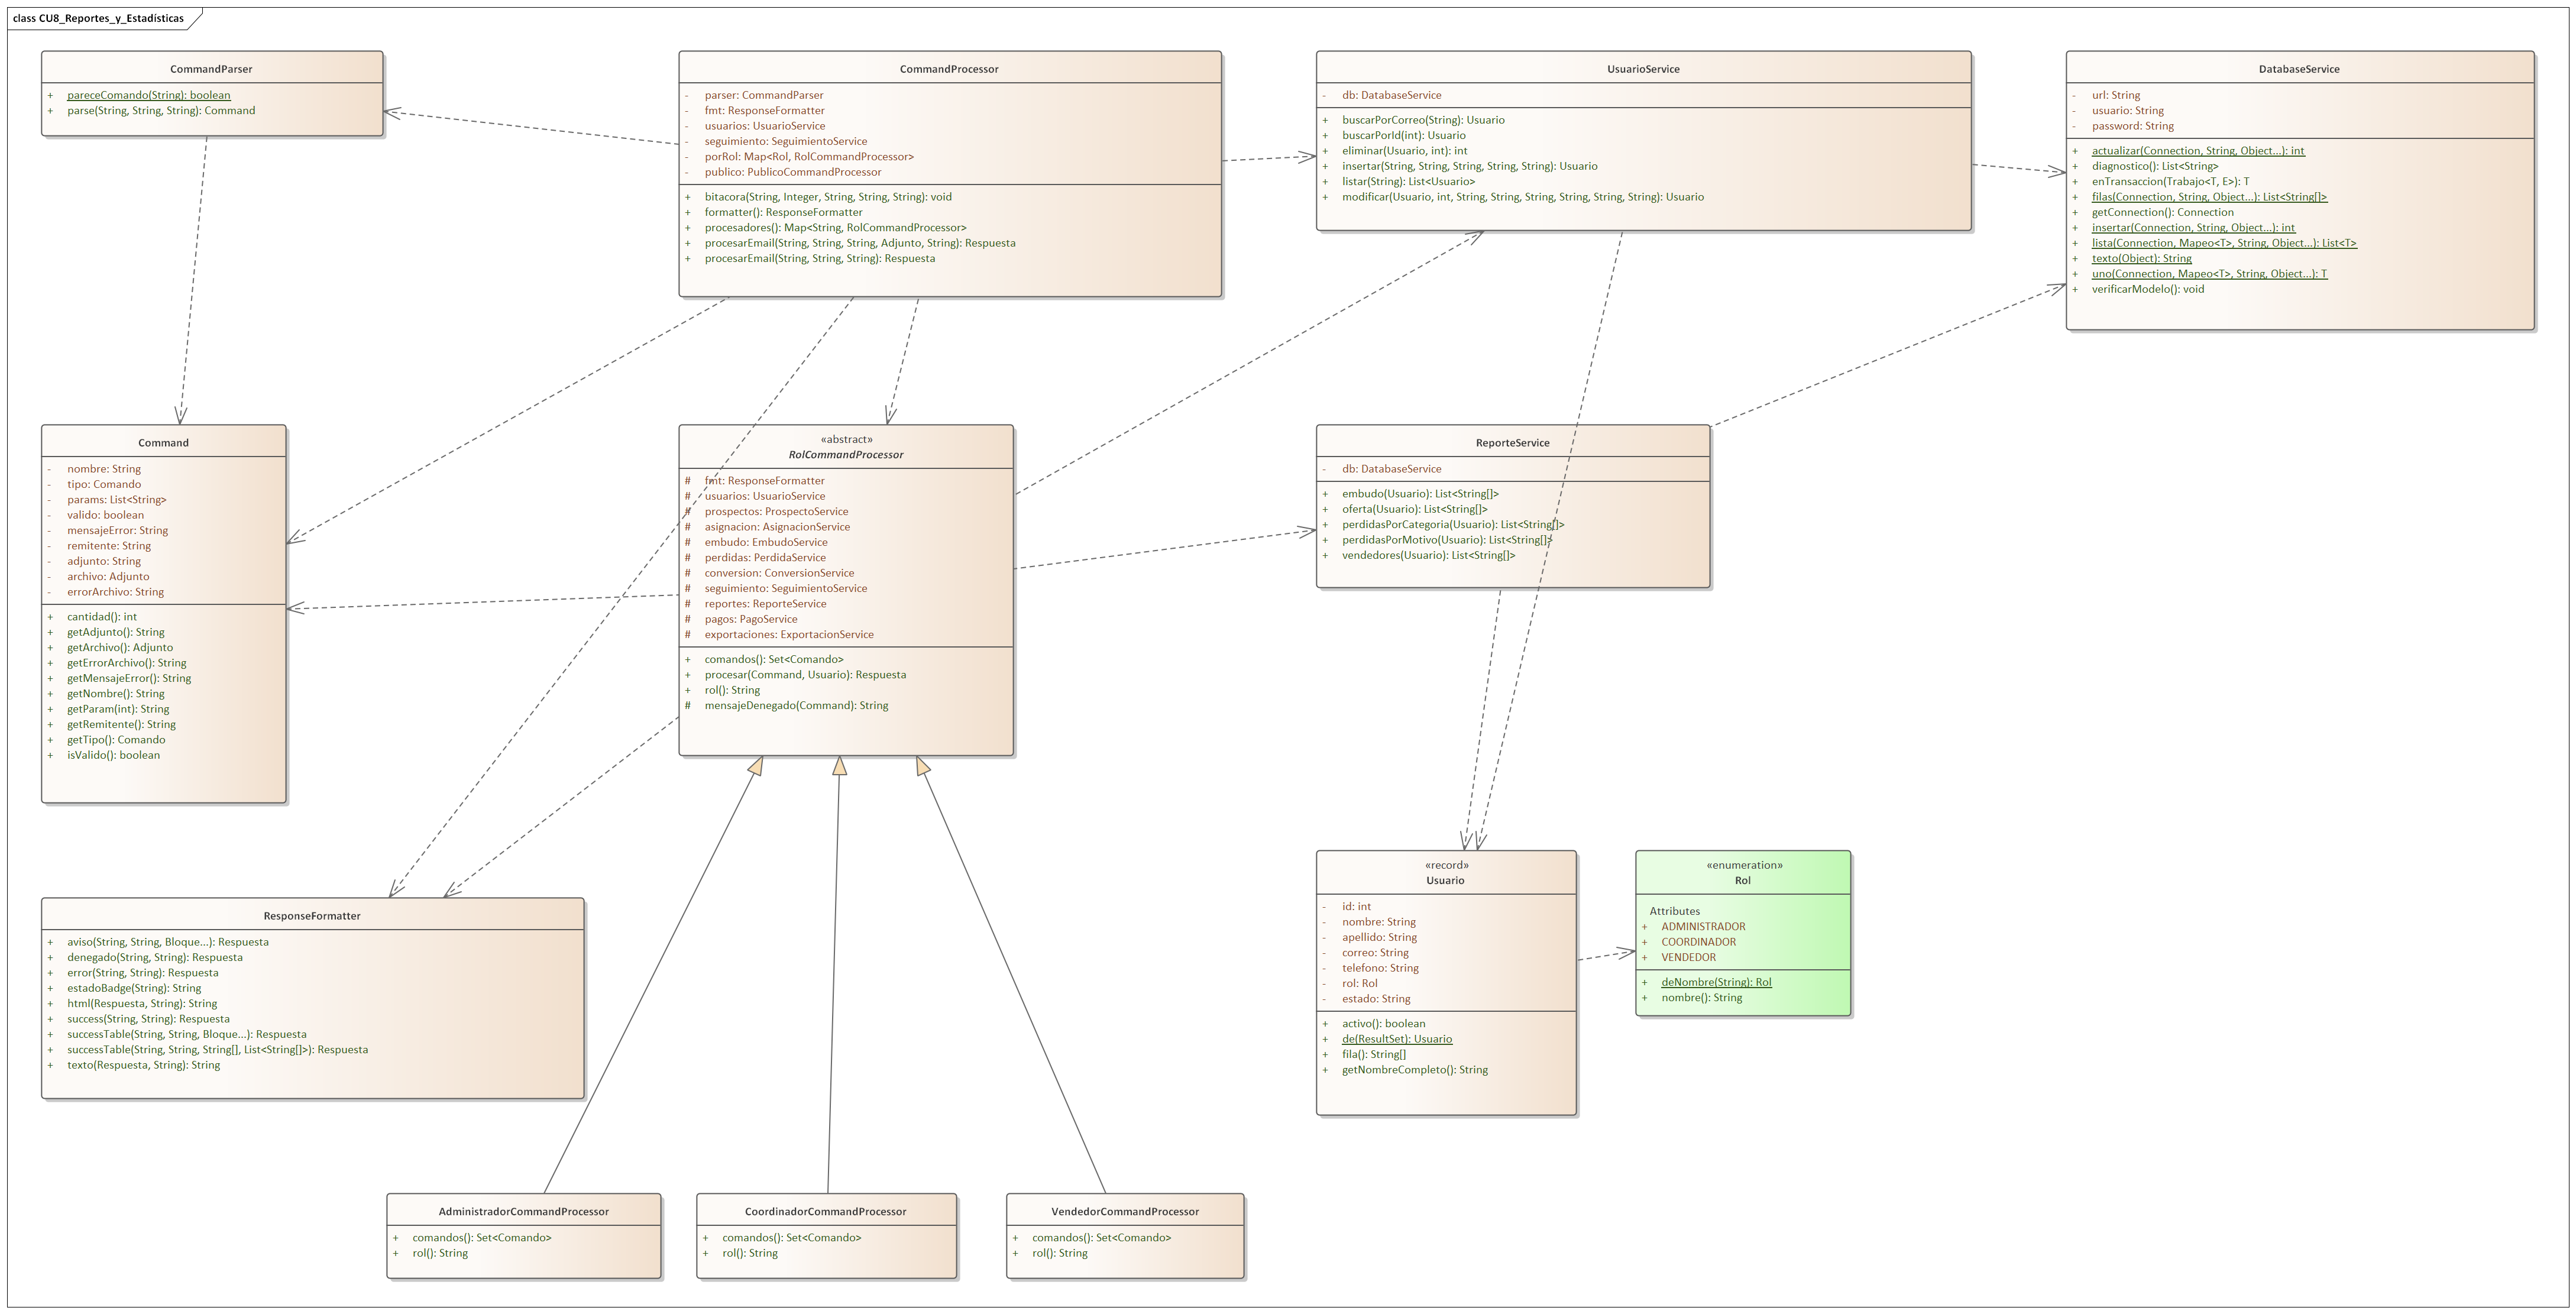 class CU8_Reportes_y_Estadísticas
CommandParser
+ pareceComando(String): boolean
+ parse(String, String, String): Command
CommandProcessor
- parser: CommandParser
- fmt: ResponseFormatter
- usuarios: UsuarioService
- seguimiento: SeguimientoService
- porRol: Map<Rol, RolCommandProcessor>
- publico: PublicoCommandProcessor
+ bitacora(String, Integer, String, String, String): void
+ formatter(): ResponseFormatter
+ procesadores(): Map<String, RolCommandProcessor>
+ procesarEmail(String, String, String, Adjunto, String): Respuesta
+ procesarEmail(String, String, String): Respuesta
UsuarioService
- db: DatabaseService
+ buscarPorCorreo(String): Usuario
+ buscarPorId(int): Usuario
+ eliminar(Usuario, int): int
+ insertar(String, String, String, String, String): Usuario
+ listar(String): List<Usuario>
+ modificar(Usuario, int, String, String, String, String, String, String): Usuario
DatabaseService
- url: String
- usuario: String
- password: String
+ actualizar(Connection, String, Object...): int
+ diagnostico(): List<String>
+ enTransaccion(Trabajo<T, E>): T
+ filas(Connection, String, Object...): List<String[]>
+ getConnection(): Connection
+ insertar(Connection, String, Object...): int
+ lista(Connection, Mapeo<T>, String, Object...): List<T>
+ texto(Object): String
+ uno(Connection, Mapeo<T>, String, Object...): T
+ verificarModelo(): void
Command
- nombre: String
- tipo: Comando
- params: List<String>
- valido: boolean
- mensajeError: String
- remitente: String
- adjunto: String
- archivo: Adjunto
- errorArchivo: String
+ cantidad(): int
+ getAdjunto(): String
+ getArchivo(): Adjunto
+ getErrorArchivo(): String
+ getMensajeError(): String
+ getNombre(): String
+ getParam(int): String
+ getRemitente(): String
+ getTipo(): Comando
+ isValido(): boolean
«abstract»
RolCommandProcessor
# fmt: ResponseFormatter
# usuarios: UsuarioService
# prospectos: ProspectoService
# asignacion: AsignacionService
# embudo: EmbudoService
# perdidas: PerdidaService
# conversion: ConversionService
# seguimiento: SeguimientoService
# reportes: ReporteService
# pagos: PagoService
# exportaciones: ExportacionService
+ comandos(): Set<Comando>
+ procesar(Command, Usuario): Respuesta
+ rol(): String
# mensajeDenegado(Command): String
ReporteService
- db: DatabaseService
+ embudo(Usuario): List<String[]>
+ oferta(Usuario): List<String[]>
+ perdidasPorCategoria(Usuario): List<String[]>
+ perdidasPorMotivo(Usuario): List<String[]>
+ vendedores(Usuario): List<String[]>
ResponseFormatter
+ aviso(String, String, Bloque...): Respuesta
+ denegado(String, String): Respuesta
+ error(String, String): Respuesta
+ estadoBadge(String): String
+ html(Respuesta, String): String
+ success(String, String): Respuesta
+ successTable(String, String, Bloque...): Respuesta
+ successTable(String, String, String[], List<String[]>): Respuesta
+ texto(Respuesta, String): String
«record»
Usuario
- id: int
- nombre: String
- apellido: String
- correo: String
- telefono: String
- rol: Rol
- estado: String
+ activo(): boolean
+ de(ResultSet): Usuario
+ fila(): String[]
+ getNombreCompleto(): String
«enumeration»
Rol
Attributes
+ ADMINISTRADOR
+ COORDINADOR
+ VENDEDOR
+ deNombre(String): Rol
+ nombre(): String
AdministradorCommandProcessor
+ comandos(): Set<Comando>
+ rol(): String
CoordinadorCommandProcessor
+ comandos(): Set<Comando>
+ rol(): String
VendedorCommandProcessor
+ comandos(): Set<Comando>
+ rol(): String